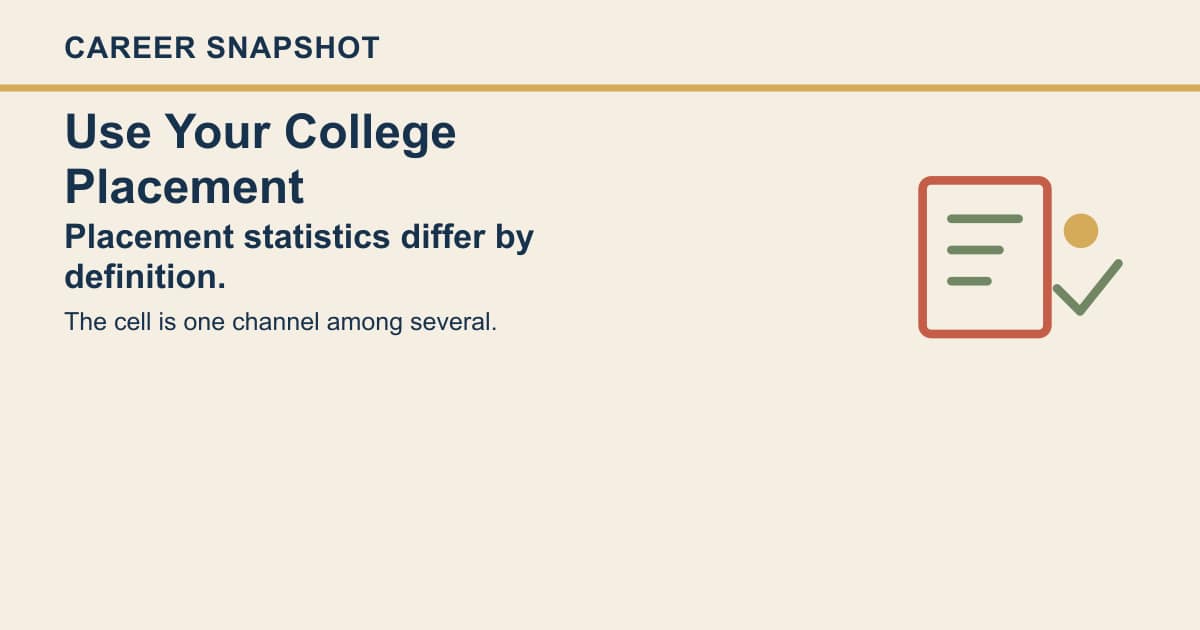 CAREER SNAPSHOT
Use Your College
Placement
Placement statistics differ by
definition.
The cell is one channel among several.